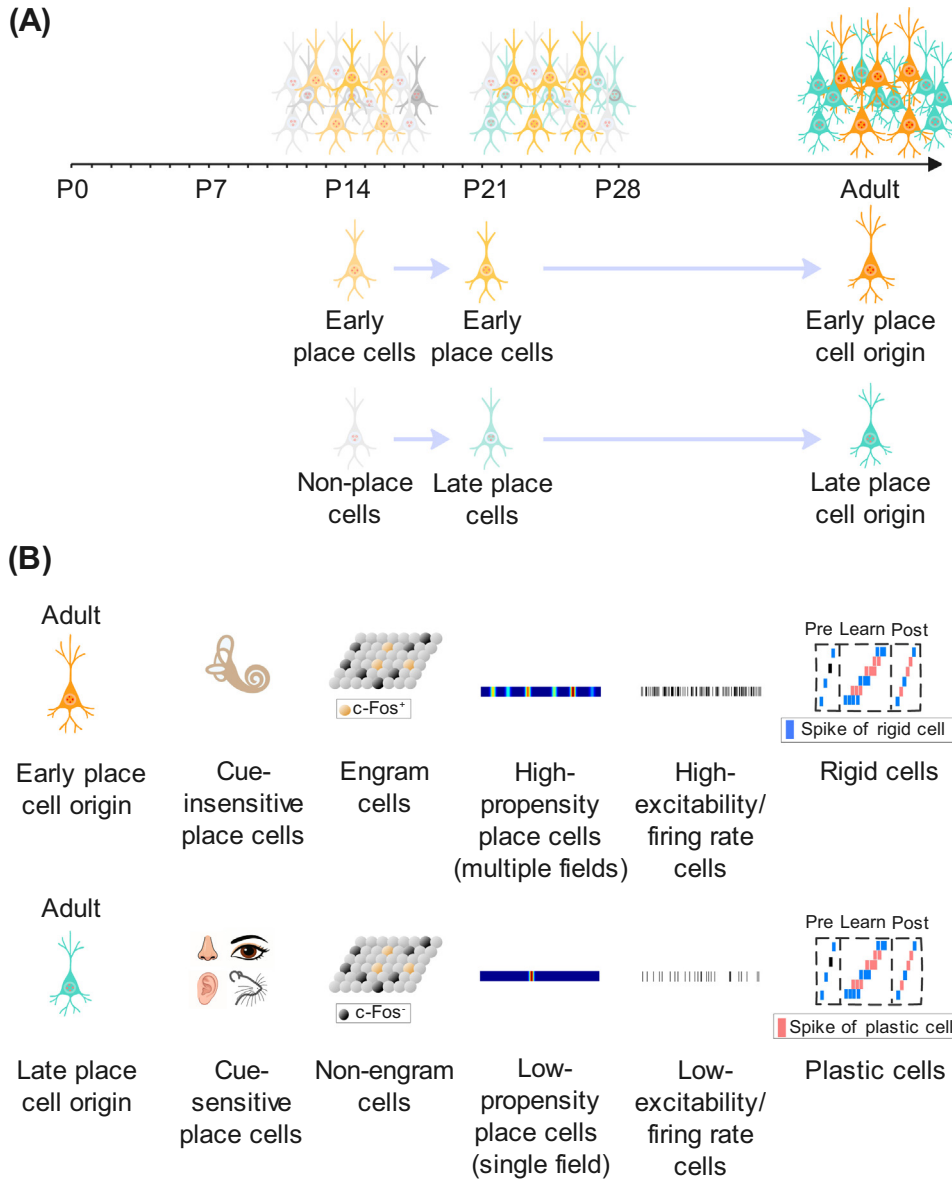 (A)
P0 P7 P14 P21 P28 Adult
Early
place cells
Early
place cells
Early place
cell origin
Non-place
cells
Late place
cells
Late place
cell origin
(B)
Adult
Early place
cell origin
Cue-
insensitive
place cells
c-Fos⁺
Engram
cells
High-
propensity
place cells
(multiple fields)
High-
excitability/
firing rate
cells
Pre Learn Post
Spike of rigid cell
Rigid cells
Adult
Late place
cell origin
Cue-
sensitive
place cells
c-Fos⁻
Non-engram
cells
Low-
propensity
place cells
(single field)
Low-
excitability/
firing rate
cells
Pre Learn Post
Spike of plastic cell
Plastic cells